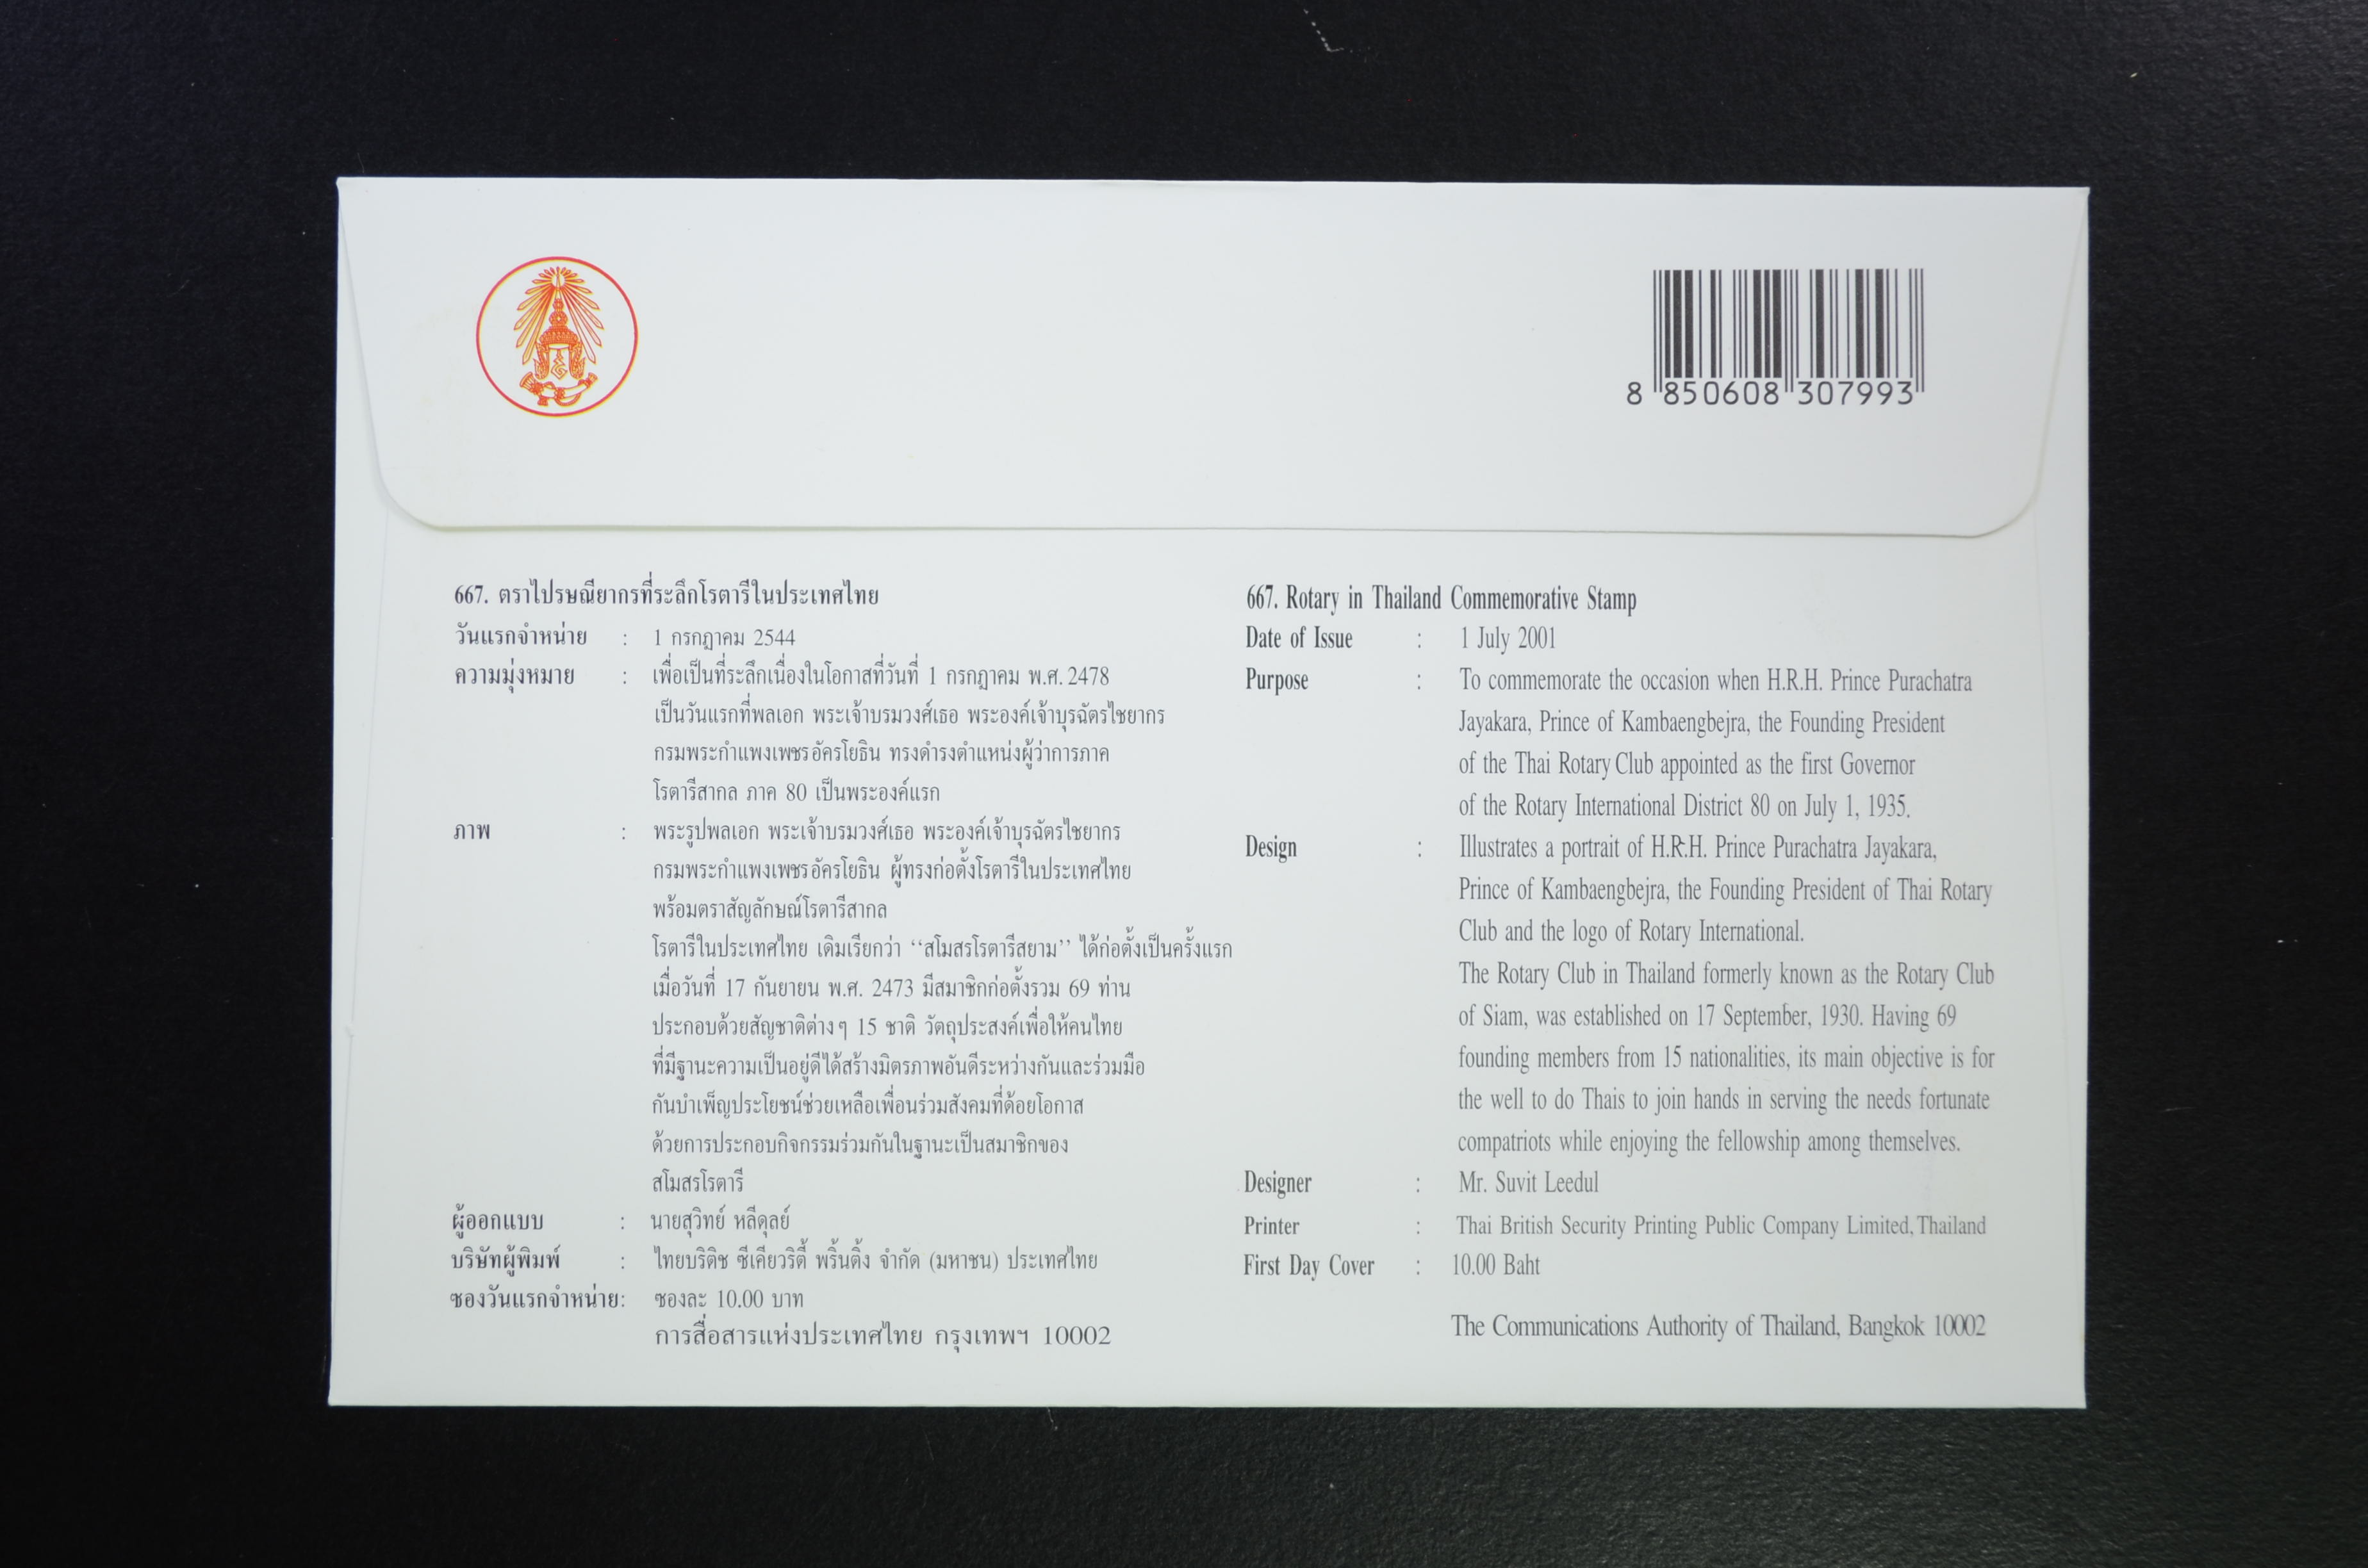 8 850608 307993
667. ตราไปรษณียากรที่ระลึกโรตารีในประเทศไทย
วันแรกจำหน่าย : 1 กรกฎาคม 2544
ความมุ่งหมาย : เพื่อเป็นที่ระลึกเนื่องในโอกาสที่วันที่ 1 กรกฎาคม พ.ศ. 2478
เป็นวันแรกที่พลเอก พระเจ้าบรมวงศ์เธอ พระองค์เจ้าบุรฉัตรไชยากร
กรมพระกำแพงเพชรอัครโยธิน ทรงดำรงตำแหน่งผู้ว่าการภาค
โรตารีสากล ภาค 80 เป็นพระองค์แรก
ภาพ : พระรูปพลเอก พระเจ้าบรมวงศ์เธอ พระองค์เจ้าบุรฉัตรไชยากร
กรมพระกำแพงเพชรอัครโยธิน ผู้ทรงก่อตั้งโรตารีในประเทศไทย
พร้อมตราสัญลักษณ์โรตารีสากล
โรตารีในประเทศไทย เดิมเรียกว่า “สโมสรโรตารีสยาม” ได้ก่อตั้งเป็นครั้งแรก
เมื่อวันที่ 17 กันยายน พ.ศ. 2473 มีสมาชิกก่อตั้งรวม 69 ท่าน
ประกอบด้วยสัญชาติต่างๆ 15 ชาติ วัตถุประสงค์เพื่อให้คนไทย
ที่มีฐานะความเป็นอยู่ดีได้สร้างมิตรภาพอันดีระหว่างกันและร่วมมือ
กันบำเพ็ญประโยชน์ช่วยเหลือเพื่อนร่วมสังคมที่ด้อยโอกาส
ด้วยการประกอบกิจกรรมร่วมกันในฐานะเป็นสมาชิกของ
สโมสรโรตารี
ผู้ออกแบบ : นายสุวิทย์ หลีดุลย์
บริษัทผู้พิมพ์ : ไทยบริติช ซีเคียวริตี้ พริ้นติ้ง จำกัด (มหาชน) ประเทศไทย
ซองวันแรกจำหน่าย: ซองละ 10.00 บาท
การสื่อสารแห่งประเทศไทย กรุงเทพฯ 10002
667. Rotary in Thailand Commemorative Stamp
Date of Issue : 1 July 2001
Purpose : To commemorate the occasion when H.R.H. Prince Purachatra
Jayakara, Prince of Kambaengbejra, the Founding President
of the Thai Rotary Club appointed as the first Governor
of the Rotary International District 80 on July 1, 1935.
Design : Illustrates a portrait of H.R.H. Prince Purachatra Jayakara,
Prince of Kambaengbejra, the Founding President of Thai Rotary
Club and the logo of Rotary International.
The Rotary Club in Thailand formerly known as the Rotary Club
of Siam, was established on 17 September, 1930. Having 69
founding members from 15 nationalities, its main objective is for
the well to do Thais to join hands in serving the needs fortunate
compatriots while enjoying the fellowship among themselves.
Designer : Mr. Suvit Leedul
Printer : Thai British Security Printing Public Company Limited, Thailand
First Day Cover : 10.00 Baht
The Communications Authority of Thailand, Bangkok 10002